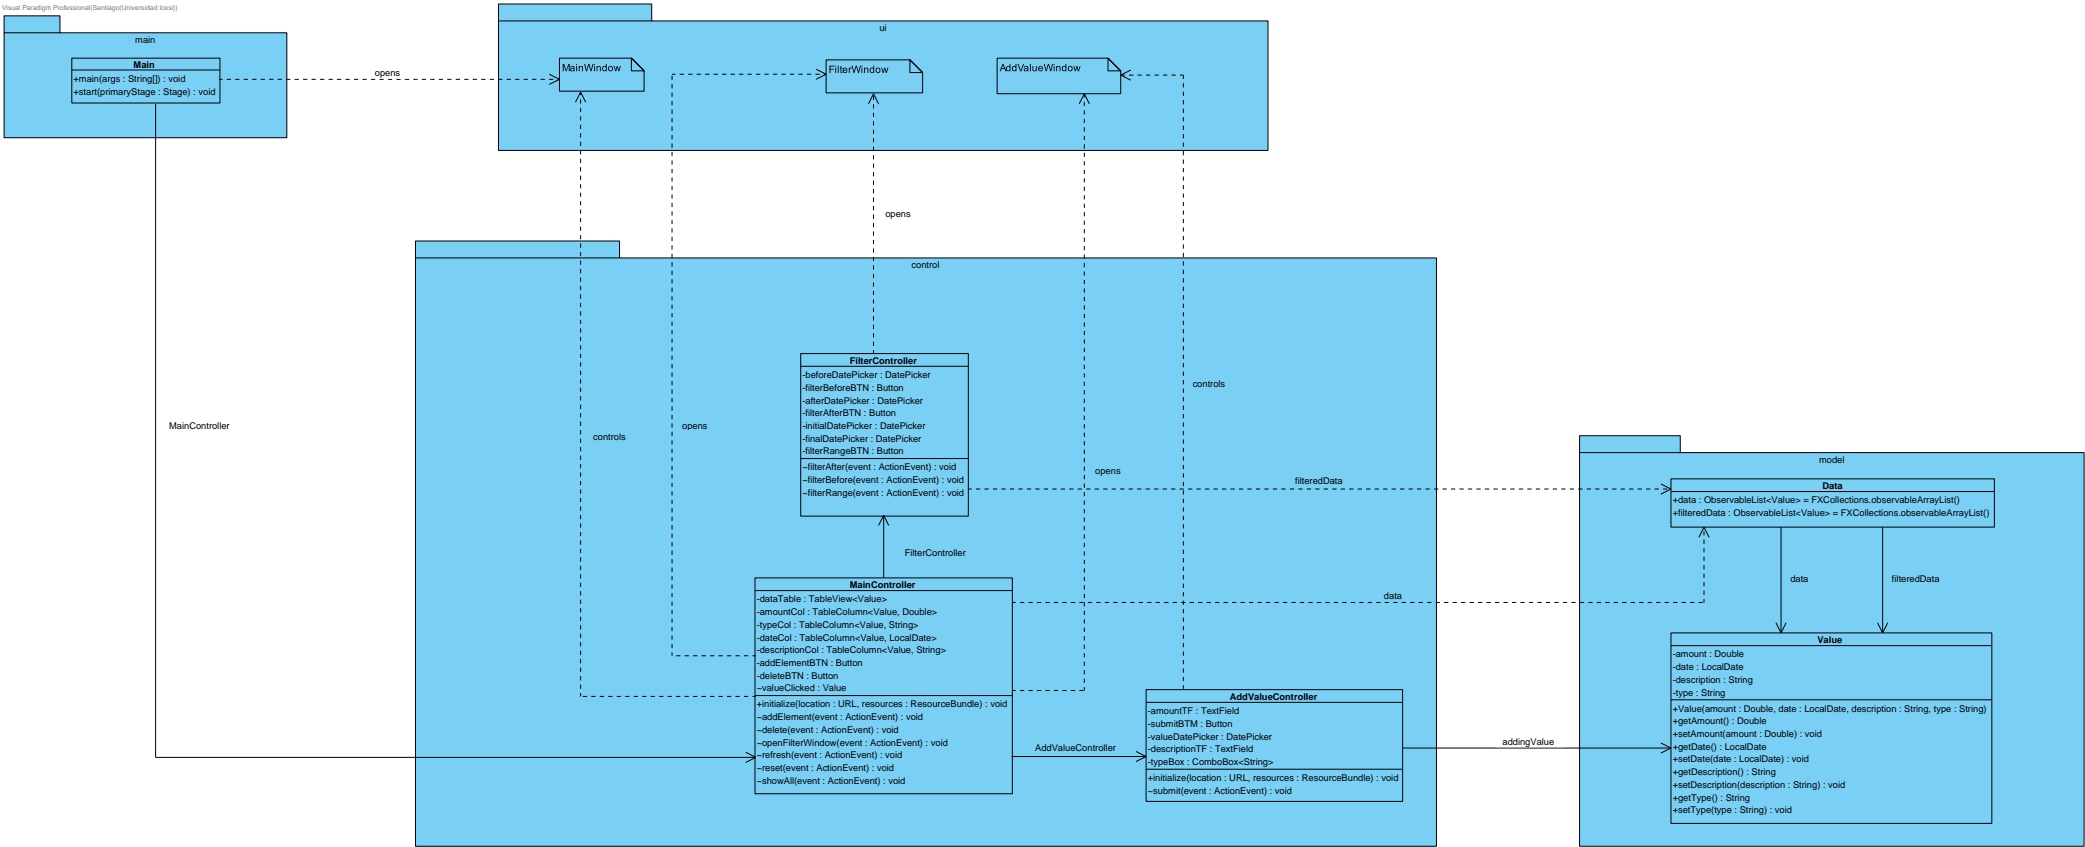 Visual Paradigm Professional(Santiago(Universidad Icesi))
main
Main
+main(args : String[]) : void
+start(primaryStage : Stage) : void
opens
ui
MainWindow
FilterWindow
AddValueWindow
opens
control
MainController
controls
opens
FilterController
-beforeDatePicker : DatePicker
-filterBeforeBTN : Button
-afterDatePicker : DatePicker
-filterAfterBTN : Button
-initialDatePicker : DatePicker
-finalDatePicker : DatePicker
-filterRangeBTN : Button
~filterAfter(event : ActionEvent) : void
~filterBefore(event : ActionEvent) : void
~filterRange(event : ActionEvent) : void
controls
opens
filteredData
FilterController
MainController
-dataTable : TableView<Value>
-amountCol : TableColumn<Value, Double>
-typeCol : TableColumn<Value, String>
-dateCol : TableColumn<Value, LocalDate>
-descriptionCol : TableColumn<Value, String>
-addElementBTN : Button
-deleteBTN : Button
~valueClicked : Value
+initialize(location : URL, resources : ResourceBundle) : void
~addElement(event : ActionEvent) : void
~delete(event : ActionEvent) : void
~openFilterWindow(event : ActionEvent) : void
~refresh(event : ActionEvent) : void
~reset(event : ActionEvent) : void
~showAll(event : ActionEvent) : void
data
AddValueController
AddValueController
-amountTF : TextField
-submitBTM : Button
-valueDatePicker : DatePicker
-descriptionTF : TextField
-typeBox : ComboBox<String>
+initialize(location : URL, resources : ResourceBundle) : void
~submit(event : ActionEvent) : void
addingValue
model
Data
+data : ObservableList<Value> = FXCollections.observableArrayList()
+filteredData : ObservableList<Value> = FXCollections.observableArrayList()
data
filteredData
Value
-amount : Double
-date : LocalDate
-description : String
-type : String
+Value(amount : Double, date : LocalDate, description : String, type : String)
+getAmount() : Double
+setAmount(amount : Double) : void
+getDate() : LocalDate
+setDate(date : LocalDate) : void
+getDescription() : String
+setDescription(description : String) : void
+getType() : String
+setType(type : String) : void